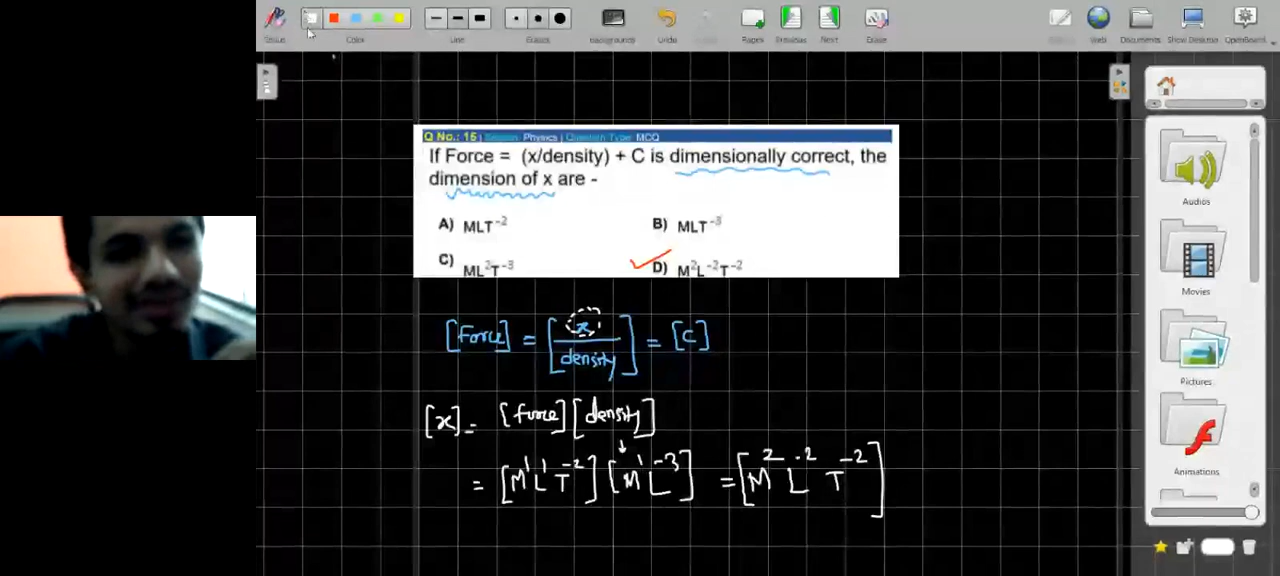 Color
Line
Eraser
Backgrounds
Undo
Pages
Previous
Next
Erase
Web
Documents
Show Desktop
OpenBoard
Q No.: 15 | Session: Physics | Question Type: MCQ
If Force = (x/density) + C is dimensionally correct, the
dimension of x are -
A) MLT⁻²
B) MLT⁻³
C) ML²T⁻³
D) M²L⁻²T⁻²
[Force] = [x/density] = [C]
[x] = [force][density]
= [M¹L¹T⁻²][M¹L⁻³] = [M²L⁻²T⁻²]
Audios
Movies
Pictures
Animations